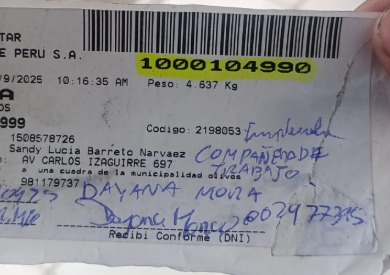 TAR
E PERU S.A.
1000104990
/9/2025 10:16:35 AM Peso: 4.637 Kg
A
OS
999
Codigo: 2198053
1508578726
Sandy Lucia Barreto Narvaez
AV CARLOS IZAGUIRRE 697
a una cuadra de la municipalidad olivos
981179737
COMPAÑERO DE
TRABAJO
DAYANA MORA
002977315
Recibi Conforme (DNI)